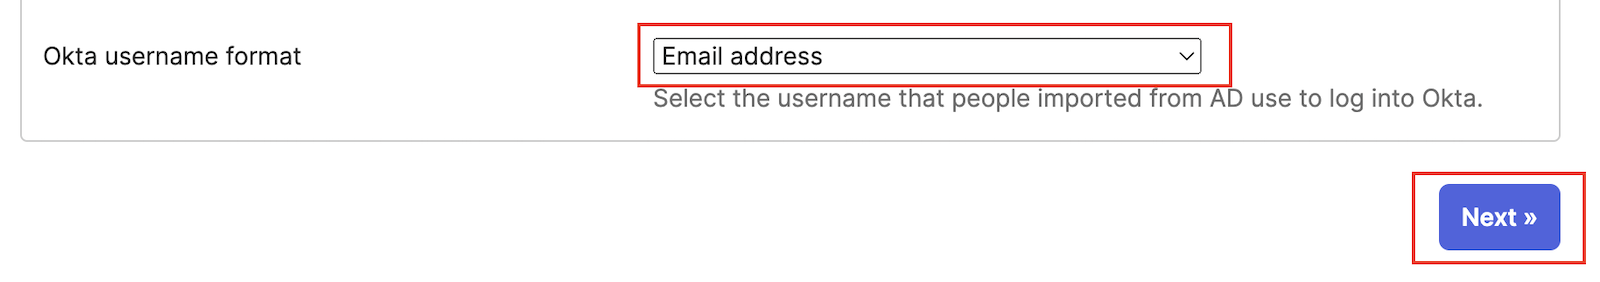 Okta username format
Email address
Select the username that people imported from AD use to log into Okta.
Next »